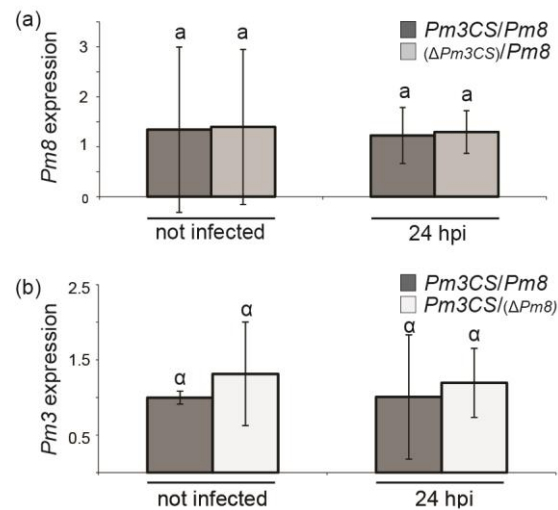 (a)
Pm3CS/Pm8
(ΔPm3CS)/Pm8
Pm8 expression
3
2
1
0
a a a a
not infected 24 hpi
(b)
Pm3CS/Pm8
Pm3CS/(ΔPm8)
Pm3 expression
2.5
1.5
0.5
α α α α
not infected 24 hpi